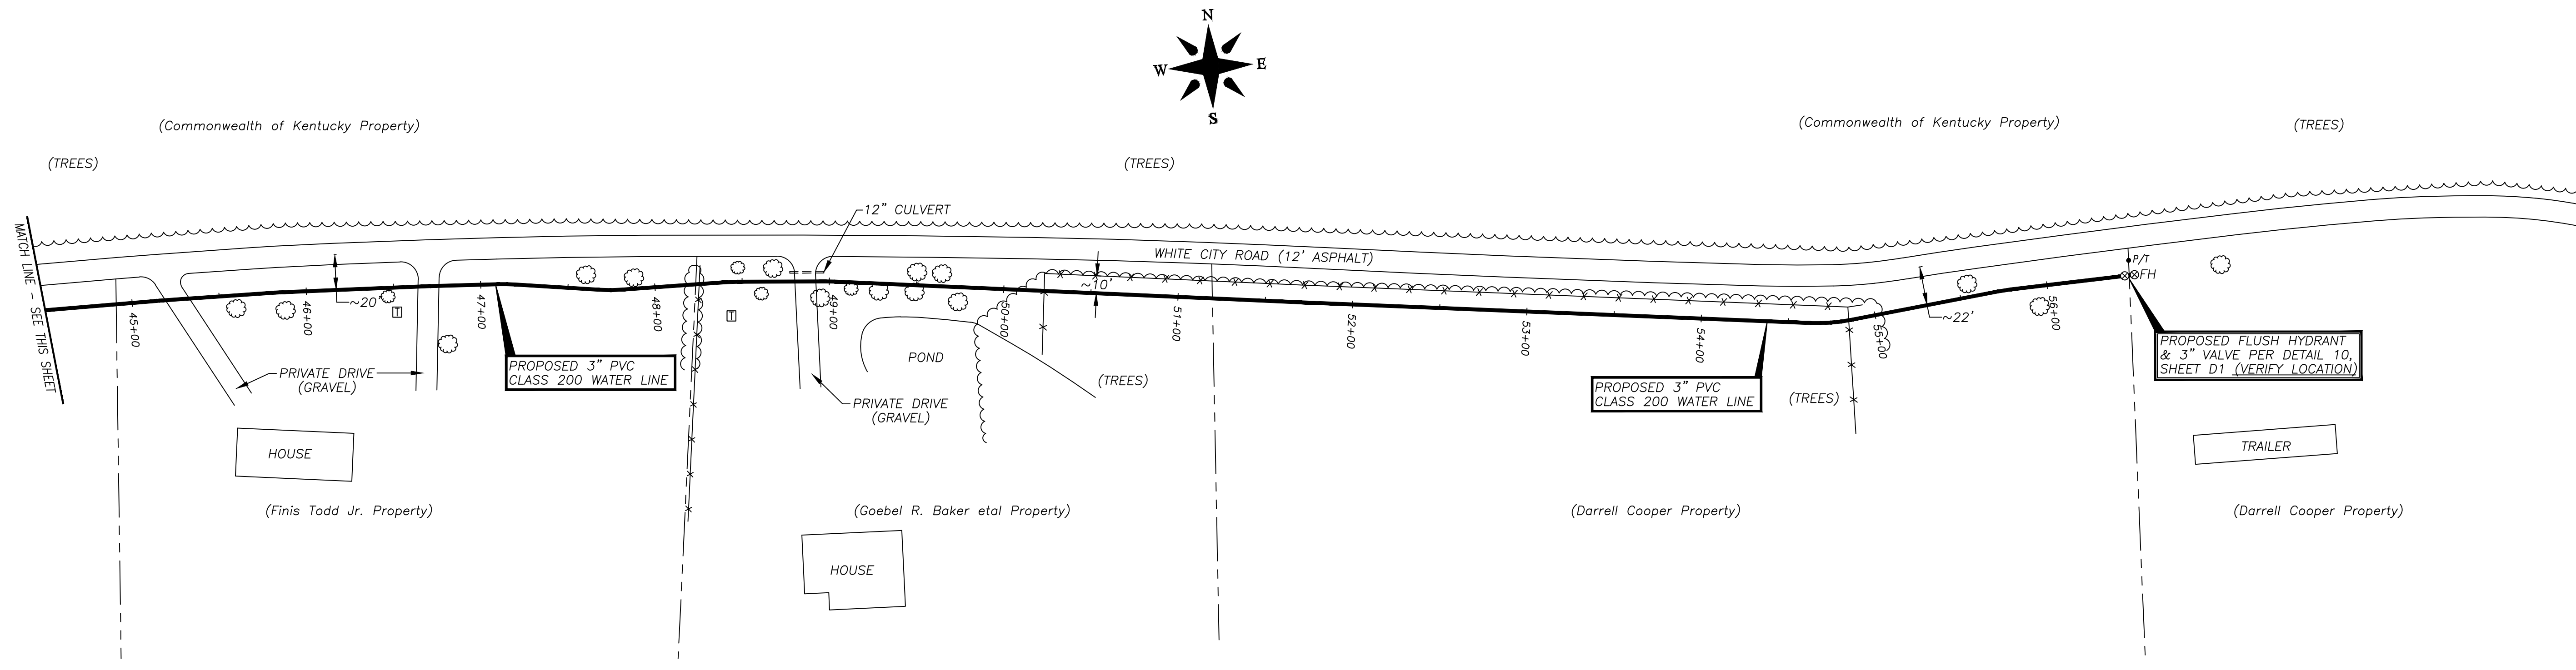 N
W
E
S
(Commonwealth of Kentucky Property)
(Commonwealth of Kentucky Property)
(TREES)
(TREES)
(TREES)
12" CULVERT
MATCH LINE - SEE THIS SHEET
WHITE CITY ROAD (12' ASPHALT)
P/T
FH
~20'
~10'
~22'
45+00
46+00
47+00
48+00
49+00
50+00
51+00
52+00
53+00
54+00
55+00
56+00
T
T
PROPOSED 3" PVC
CLASS 200 WATER LINE
PRIVATE DRIVE
(GRAVEL)
POND
(TREES)
PRIVATE DRIVE
(GRAVEL)
PROPOSED 3" PVC
CLASS 200 WATER LINE
(TREES)
PROPOSED FLUSH HYDRANT
& 3" VALVE PER DETAIL 10,
SHEET D1 (VERIFY LOCATION)
HOUSE
TRAILER
(Finis Todd Jr. Property)
(Goebel R. Baker etal Property)
(Darrell Cooper Property)
(Darrell Cooper Property)
HOUSE